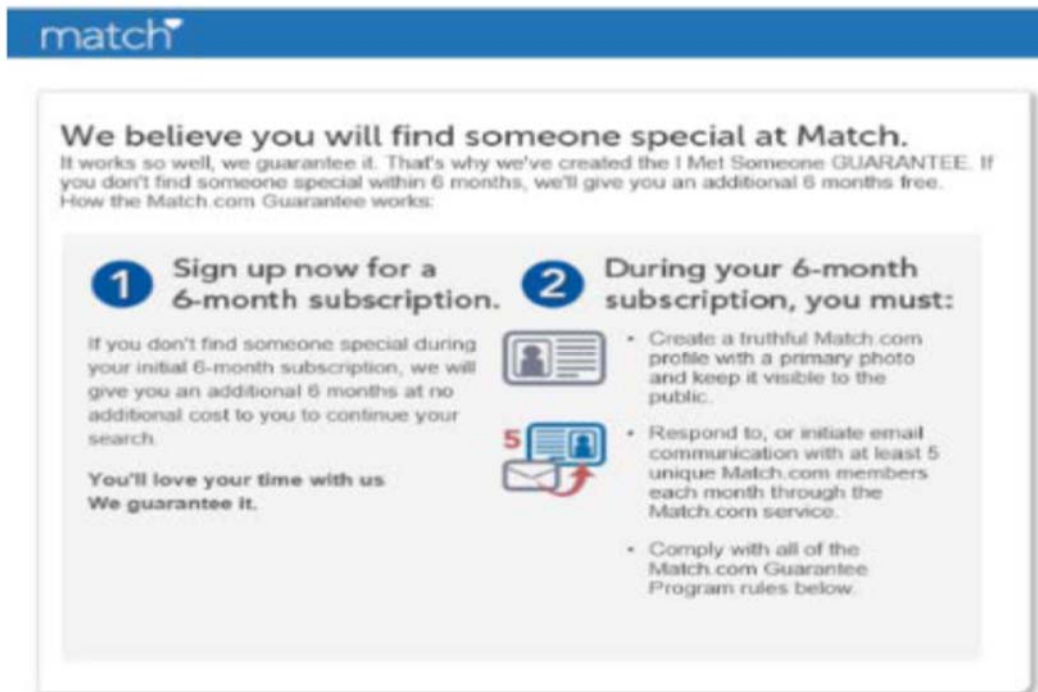 match
We believe you will find someone special at Match.
It works so well, we guarantee it. That's why we've created the I Met Someone GUARANTEE. If
you don't find someone special within 6 months, we'll give you an additional 6 months free.
How the Match.com Guarantee works:
1
Sign up now for a
6-month subscription.
If you don't find someone special during
your initial 6-month subscription, we will
give you an additional 6 months at no
additional cost to you to continue your
search.
You'll love your time with us
We guarantee it.
2
During your 6-month
subscription, you must:
• Create a truthful Match.com
profile with a primary photo
and keep it visible to the
public.
5
• Respond to, or initiate email
communication with at least 5
unique Match.com members
each month through the
Match.com service.
• Comply with all of the
Match.com Guarantee
Program rules below.